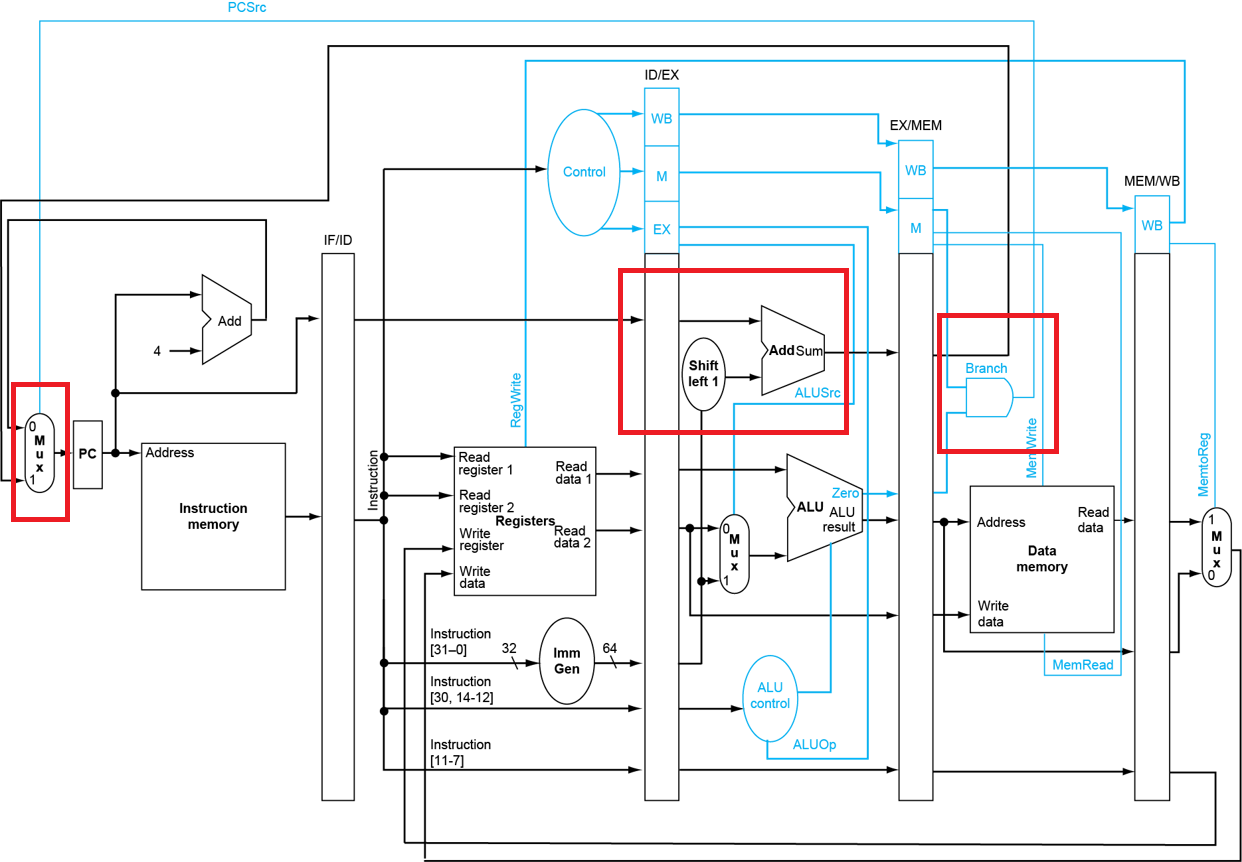 PCSrc
ID/EX
WB
EX/MEM
Control
M
WB
MEM/WB
EX
M
WB
IF/ID
Add
4
Shift
left 1
Add Sum
Branch
ALUSrc
RegWrite
MemWrite
MemtoReg
0
Mux
1
PC
Address
Instruction
memory
Instruction
Read
register 1
Read
register 2
Write
register
Write
data
Registers
Read
data 1
Read
data 2
0
Mux
1
Zero
ALU
ALU
result
Address
Read
data
Data
memory
Write
data
1
Mux
0
Instruction
[31–0]
32
Imm
Gen
64
MemRead
Instruction
[30, 14-12]
ALU
control
Instruction
[11-7]
ALUOp